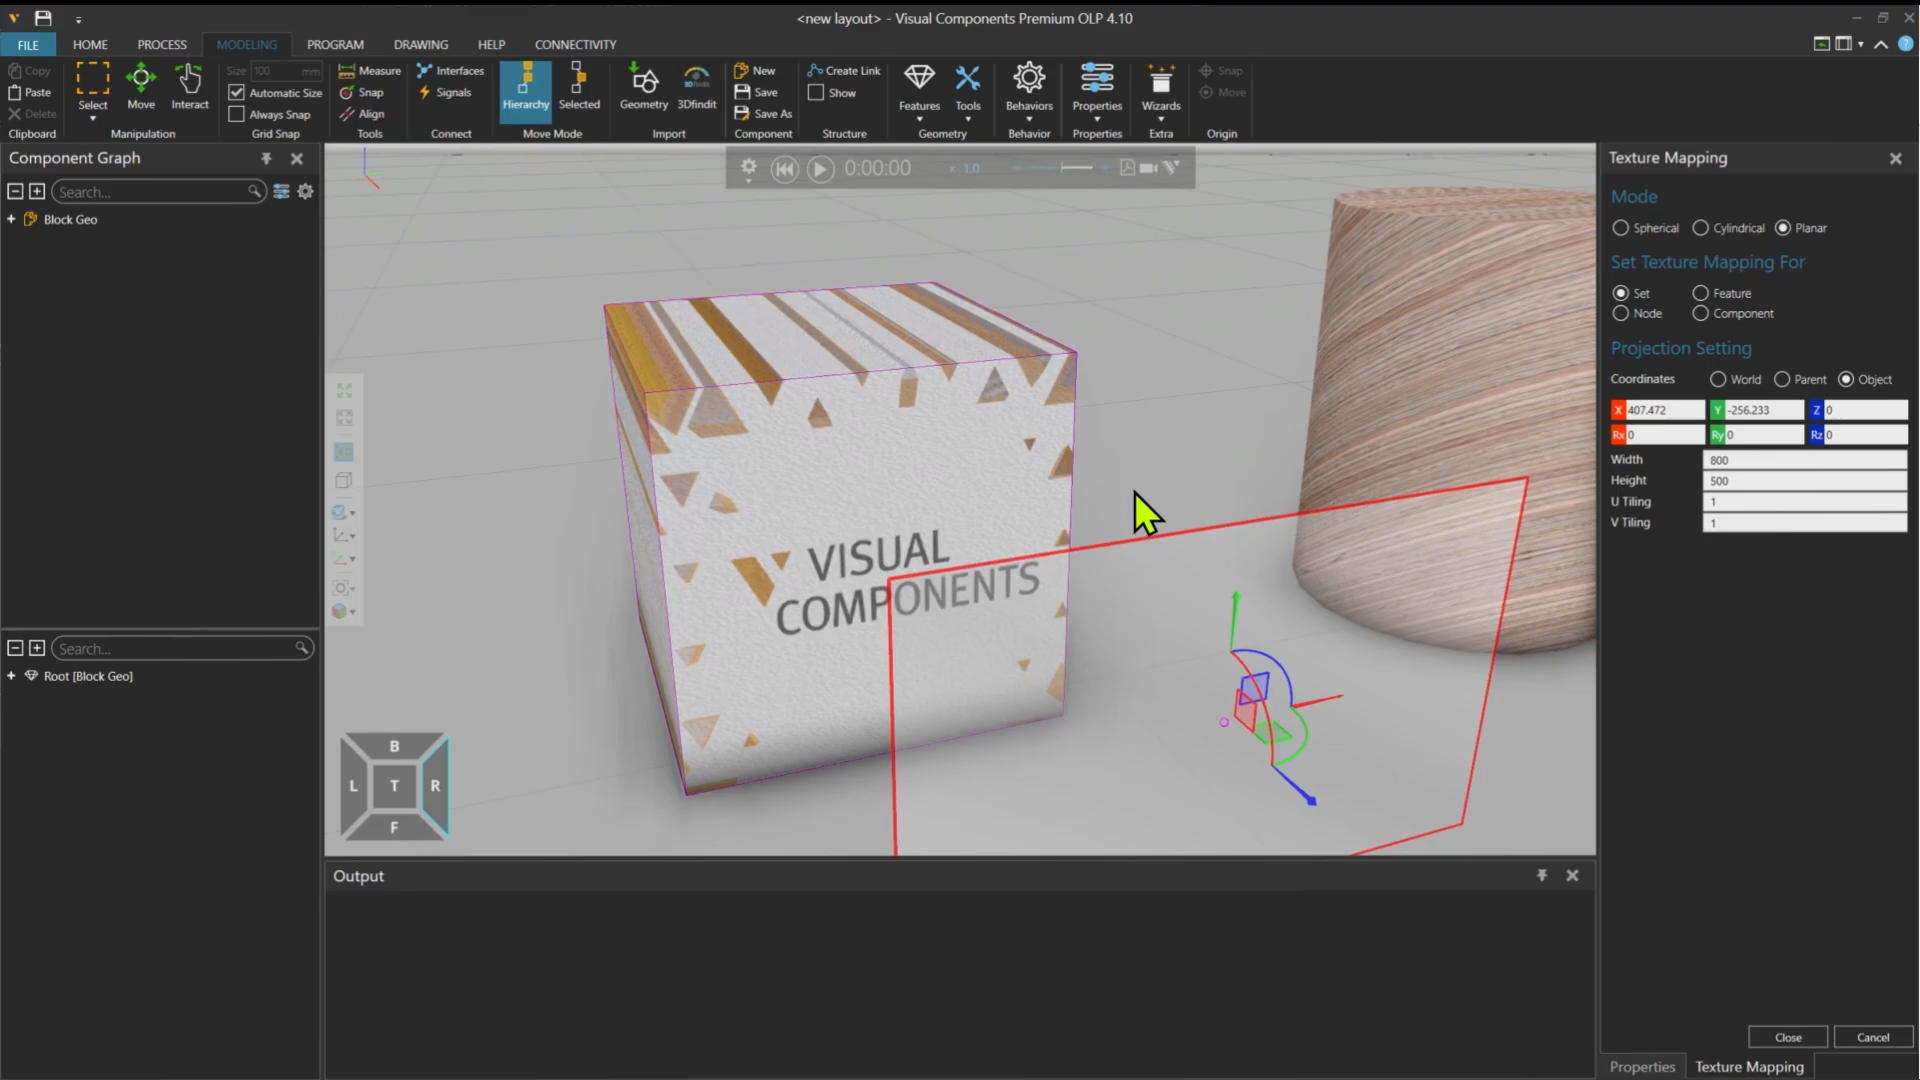 <new layout> - Visual Components Premium OLP 4.10
FILE HOME PROCESS MODELING PROGRAM DRAWING HELP CONNECTIVITY
Copy
Paste
Delete
Clipboard
Select Move Interact
Manipulation
Size 100 mm
Automatic Size
Always Snap
Grid Snap
Measure
Snap
Align
Tools
Interfaces
Signals
Connect
Hierarchy Selected
Move Mode
Geometry 3Dfindit
Import
New
Save
Save As
Component
Create Link
Show
Structure
Features Tools
Geometry
Behaviors
Behavior
Properties
Properties
Wizards
Extra
Snap
Move
Origin
Component Graph
Search...
Block Geo
Search...
Root [Block Geo]
0:00:00 x 1.0
VISUAL
COMPONENTS
B
L T R
F
Output
Texture Mapping
Mode
Spherical Cylindrical Planar
Set Texture Mapping For
Set Feature
Node Component
Projection Setting
Coordinates World Parent Object
X 407.472 Y -256.233 Z 0
Rx 0 Ry 0 Rz 0
Width 800
Height 500
U Tiling 1
V Tiling 1
Close Cancel
Properties Texture Mapping